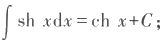 ∫ sh xdx=ch x+C;